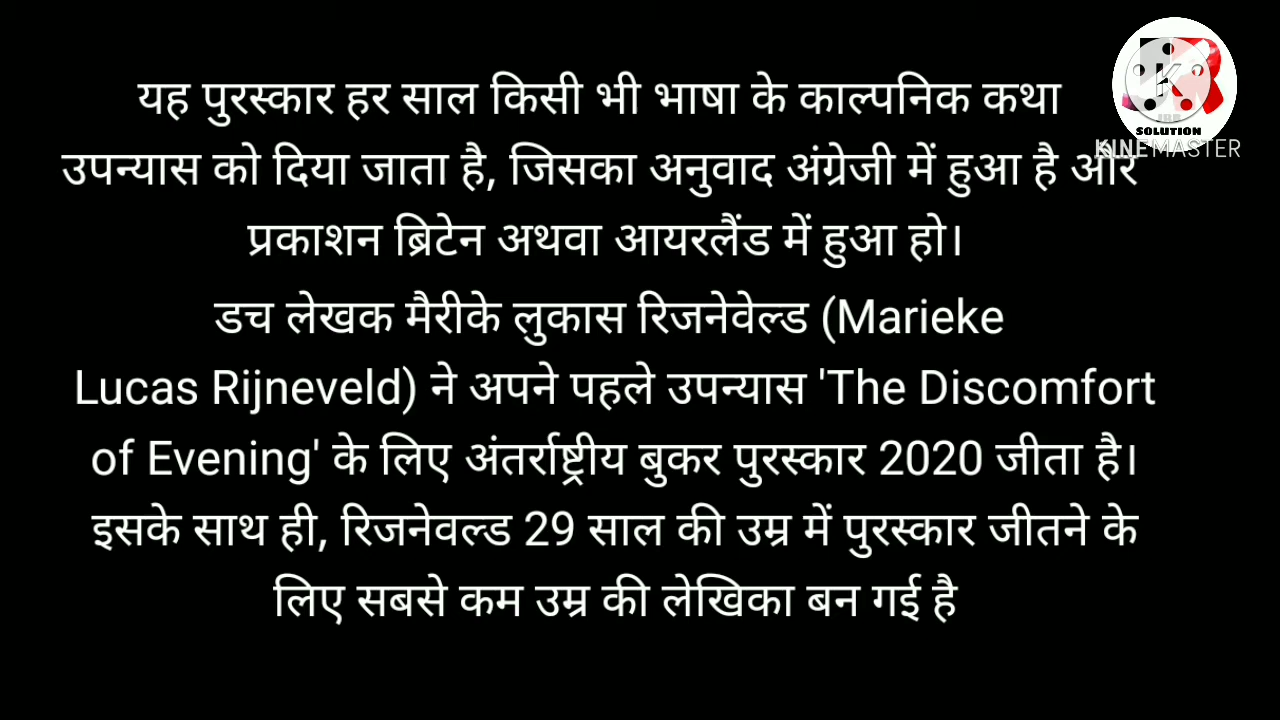 यह पुरस्कार हर साल किसी भी भाषा के काल्पनिक कथा
उपन्यास को दिया जाता है, जिसका अनुवाद अंग्रेजी में हुआ है और
प्रकाशन ब्रिटेन अथवा आयरलैंड में हुआ हो।
डच लेखक मैरीके लुकास रिजनेवेल्ड (Marieke
Lucas Rijneveld) ने अपने पहले उपन्यास 'The Discomfort
of Evening' के लिए अंतर्राष्ट्रीय बुकर पुरस्कार 2020 जीता है।
इसके साथ ही, रिजनेवल्ड 29 साल की उम्र में पुरस्कार जीतने के
लिए सबसे कम उम्र की लेखिका बन गई है
SOLUTION
KINEMASTER